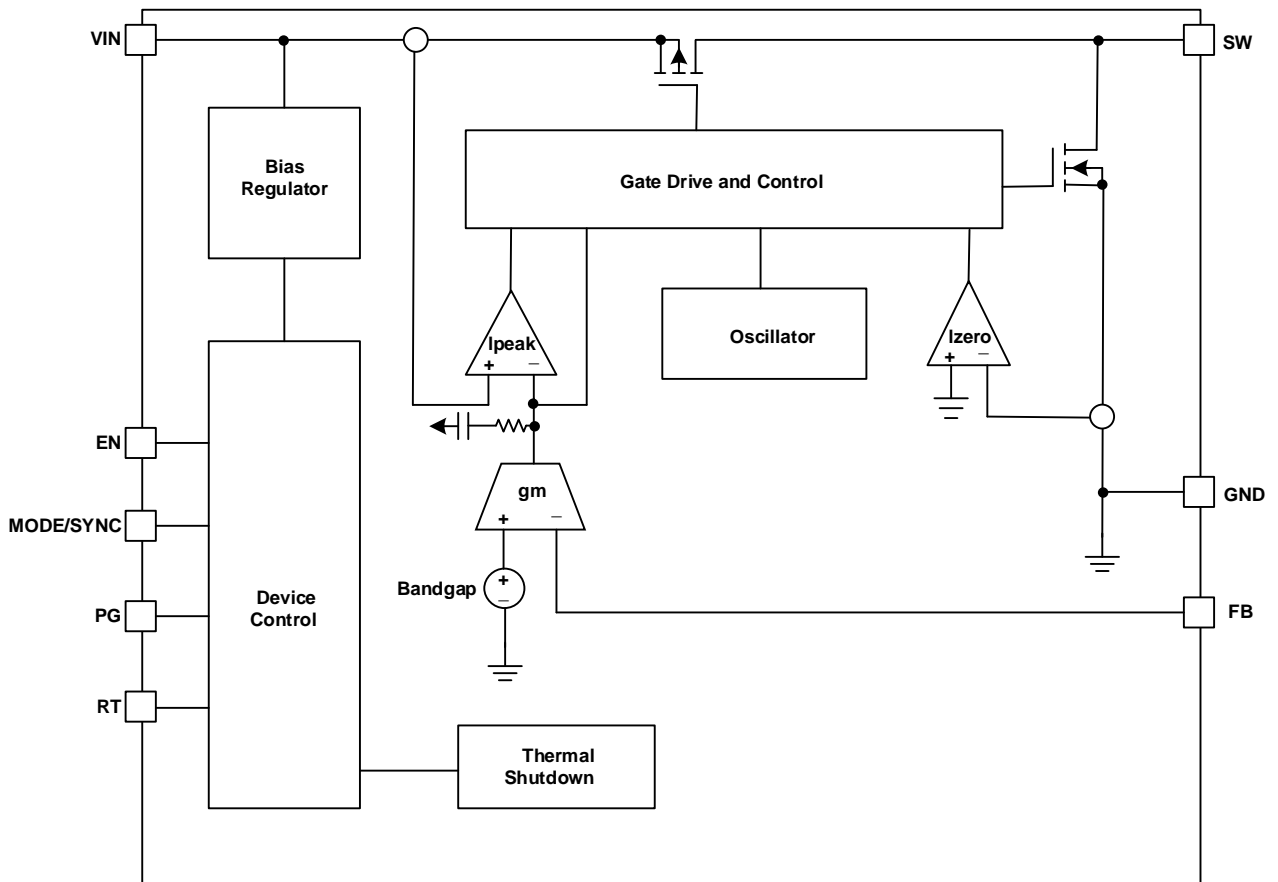 VIN
SW
Bias
Regulator
Gate Drive and Control
Ipeak
+ –
Oscillator
Izero
+ –
EN
MODE/SYNC
PG
RT
Device
Control
gm
+ –
Bandgap
+
–
GND
FB
Thermal
Shutdown